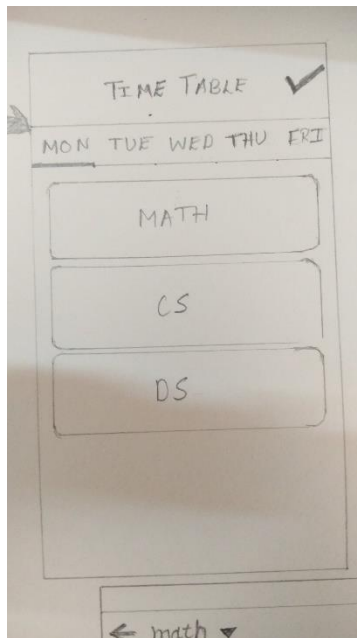 TIME TABLE
MON TUE WED THU FRI
MATH
CS
DS
math